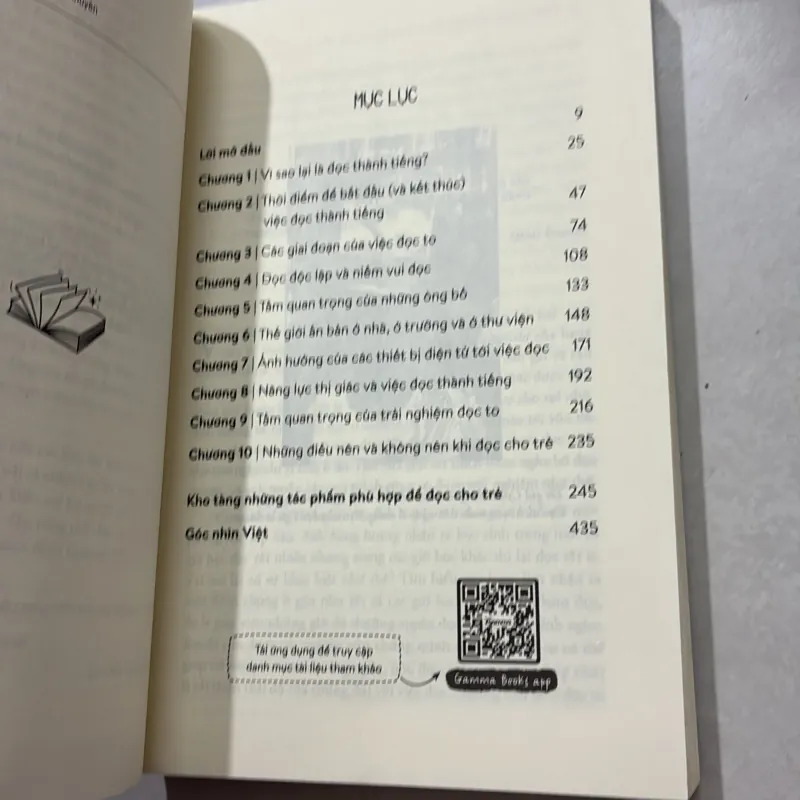 MỤC LỤC
Lời mở đầu 9
Chương 1 | Vì sao lại là đọc thành tiếng? 25
Chương 2 | Thời điểm để bắt đầu (và kết thúc)
việc đọc thành tiếng 47
Chương 3 | Các giai đoạn của việc đọc to 74
Chương 4 | Đọc độc lập và niềm vui đọc 108
Chương 5 | Tầm quan trọng của những ông bố 133
Chương 6 | Thế giới ấn bản ở nhà, ở trường và ở thư viện 148
Chương 7 | Ảnh hưởng của các thiết bị điện tử tới việc đọc 171
Chương 8 | Năng lực thị giác và việc đọc thành tiếng 192
Chương 9 | Tầm quan trọng của trải nghiệm đọc to 216
Chương 10 | Những điều nên và không nên khi đọc cho trẻ 235
Kho tàng những tác phẩm phù hợp để đọc cho trẻ 245
Góc nhìn Việt 435
Tải ứng dụng để truy cập
danh mục tài liệu tham khảo
Gamma Books app